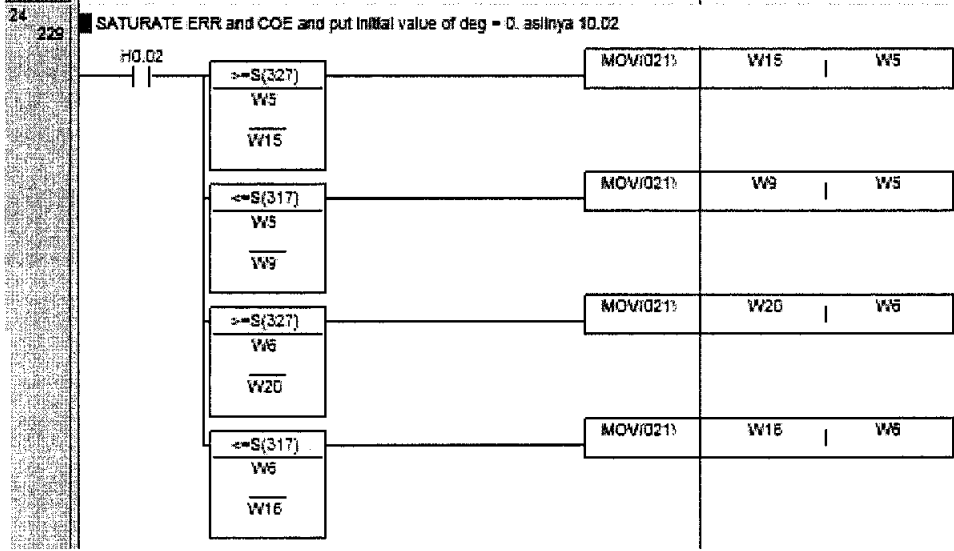 24
229
SATURATE ERR and COE and put initial value of deg = 0. aslinya 10.02
H0.02
>=S(327)
W5
W15
MOV(021)
W15
W5
<=S(317)
W5
W9
MOV(021)
W9
W5
>=S(327)
W6
W20
MOV(021)
W20
W6
<=S(317)
W6
W16
MOV(021)
W16
W6